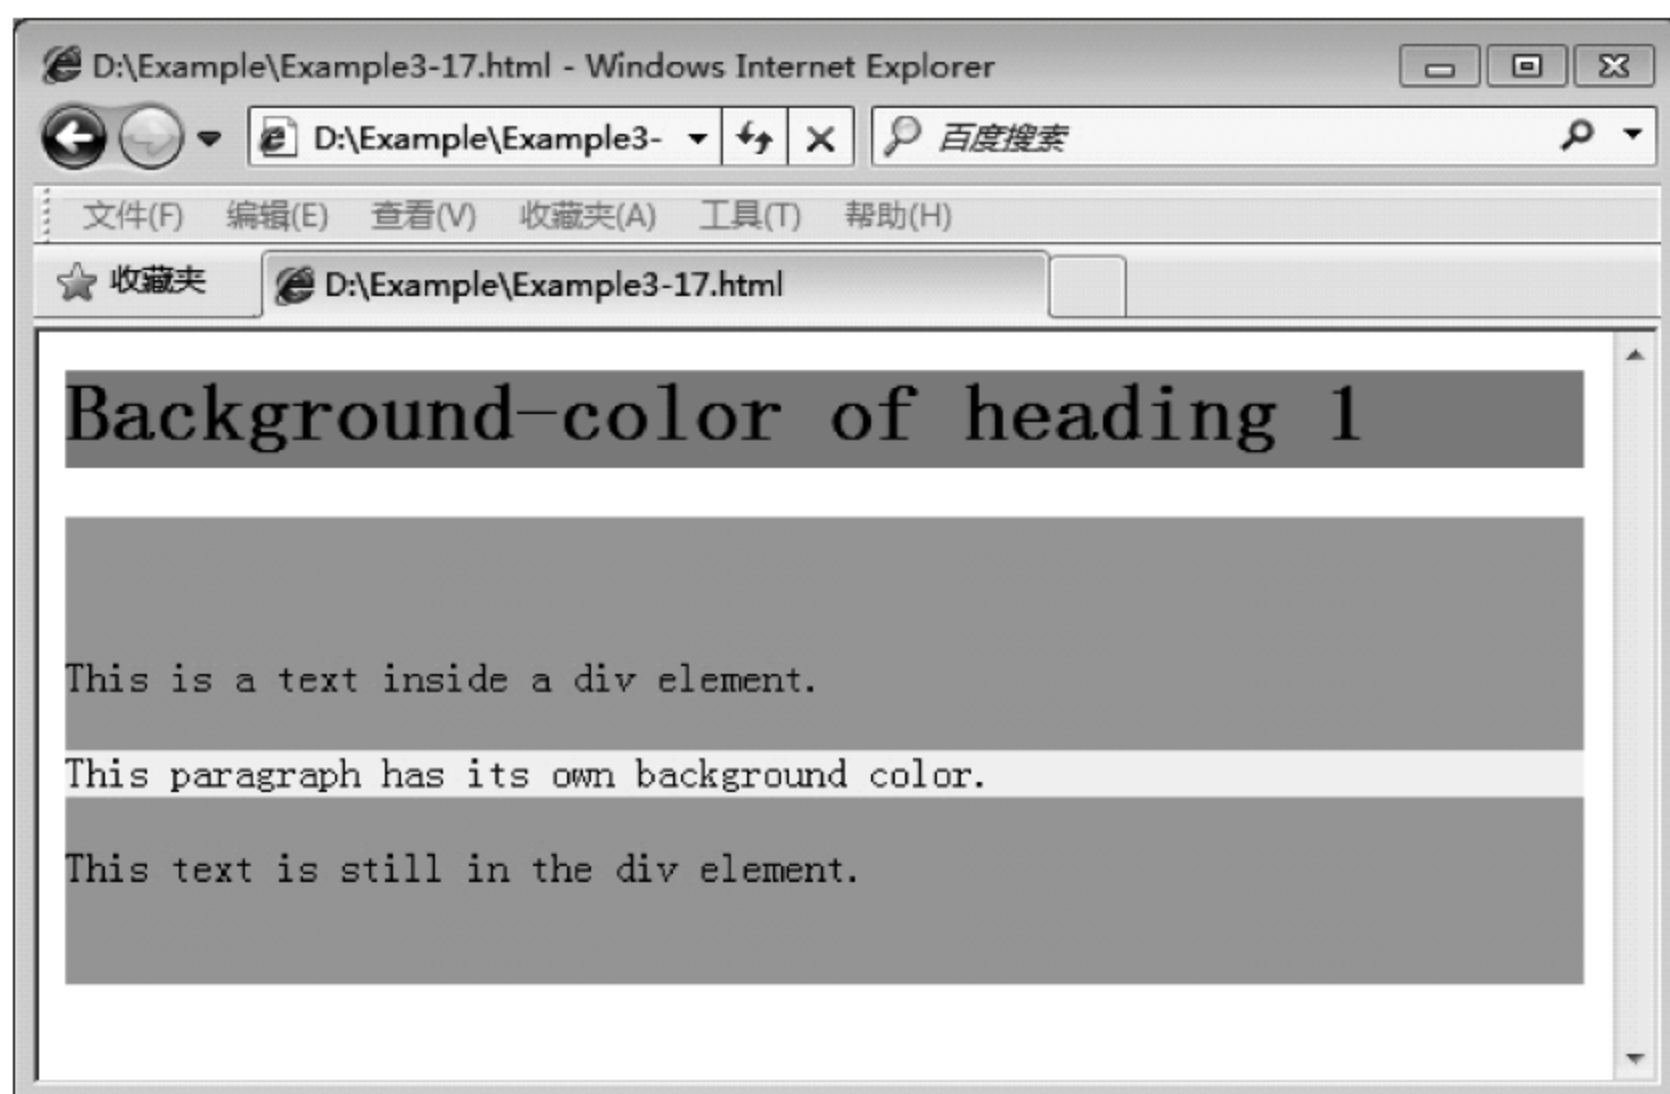 D:\Example\Example3-17.html - Windows Internet Explorer
D:\Example\Example3- 百度搜索
文件(F) 编辑(E) 查看(V) 收藏夹(A) 工具(T) 帮助(H)
收藏夹 D:\Example\Example3-17.html
Background-color of heading 1
This is a text inside a div element.
This paragraph has its own background color.
This text is still in the div element.